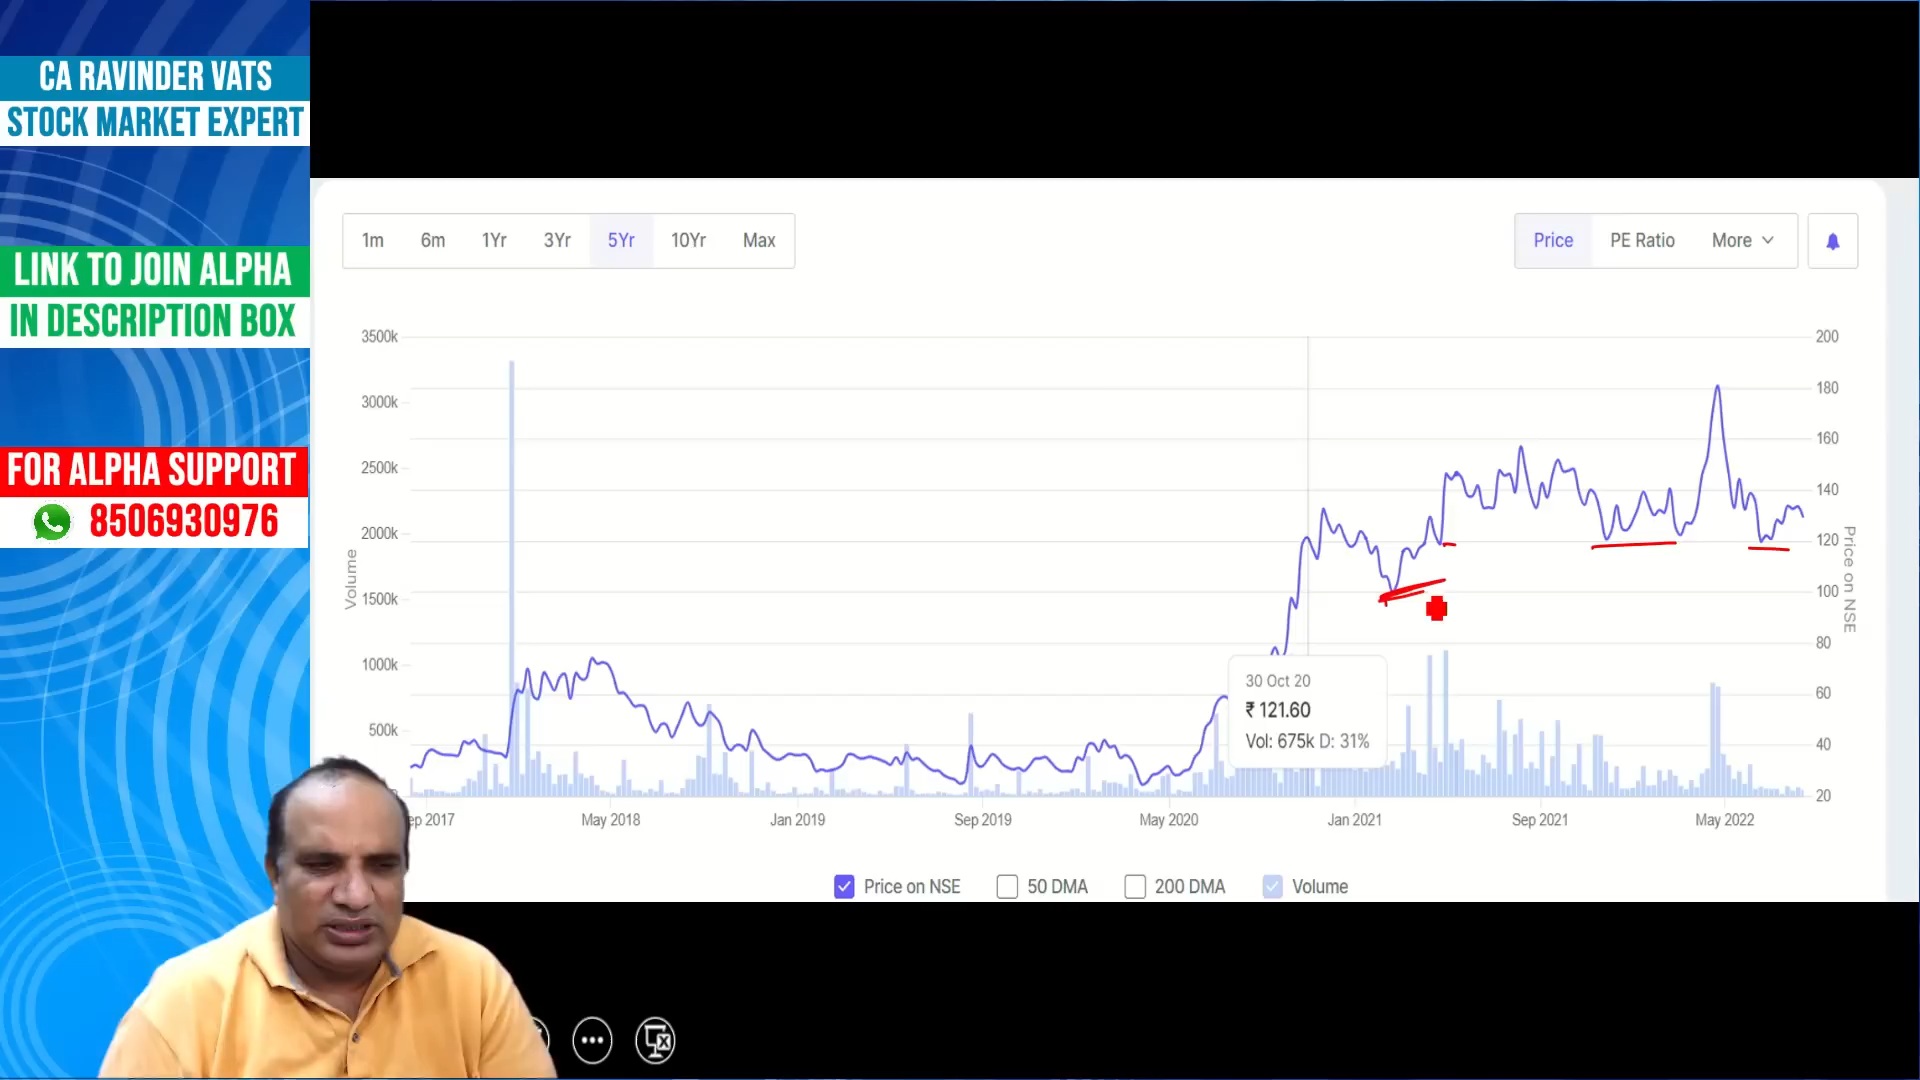 CA RAVINDER VATS
STOCK MARKET EXPERT
LINK TO JOIN ALPHA
IN DESCRIPTION BOX
FOR ALPHA SUPPORT
8506930976
1m 6m 1Yr 3Yr 5Yr 10Yr Max
Price PE Ratio More
3500k
3000k
2500k
2000k
1500k
1000k
500k
Volume
200
180
160
140
120
100
80
60
40
20
Price on NSE
30 Oct 20
₹ 121.60
Vol: 675k D: 31%
ep 2017 May 2018 Jan 2019 Sep 2019 May 2020 Jan 2021 Sep 2021 May 2022
Price on NSE 50 DMA 200 DMA Volume